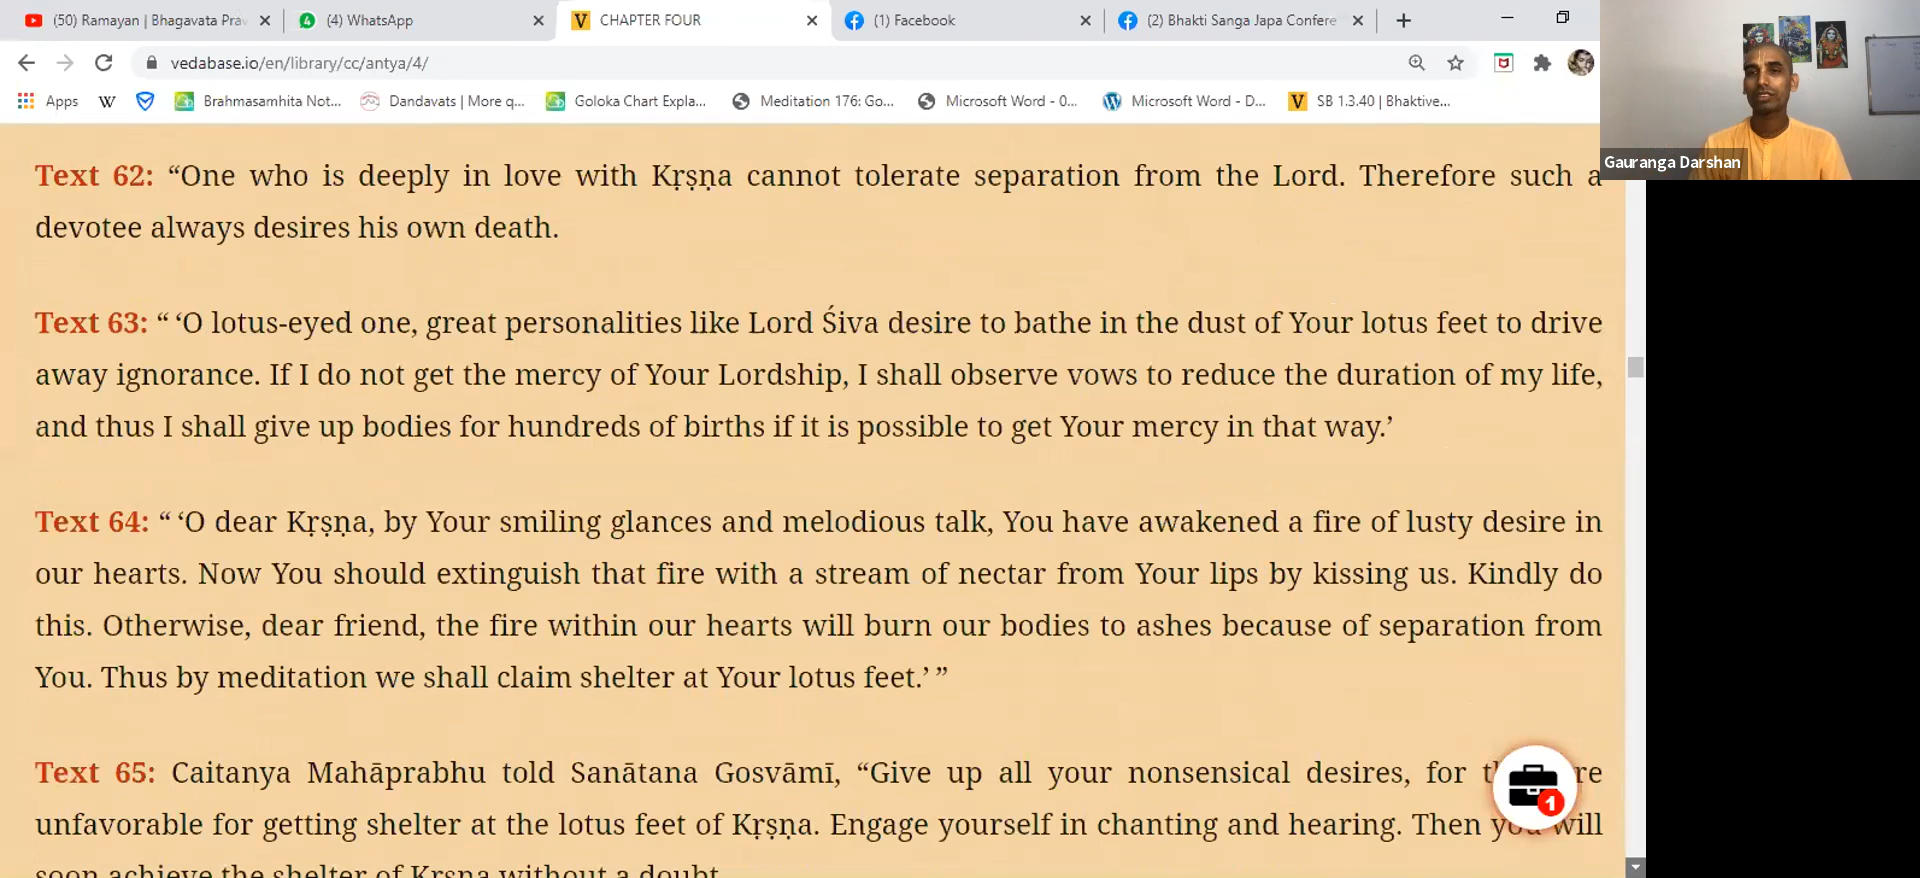 (50) Ramayan | Bhagavata Prav
(4) WhatsApp
CHAPTER FOUR
(1) Facebook
(2) Bhakti Sanga Japa Confere
vedabase.io/en/library/cc/antya/4/
Apps
Brahmasamhita Not...
Dandavats | More q...
Goloka Chart Expla...
Meditation 176: Go...
Microsoft Word - 0...
Microsoft Word - D...
SB 1.3.40 | Bhaktive...
Gauranga Darshan
Text 62: “One who is deeply in love with Kṛṣṇa cannot tolerate separation from the Lord. Therefore such a
devotee always desires his own death.
Text 63: “ ‘O lotus-eyed one, great personalities like Lord Śiva desire to bathe in the dust of Your lotus feet to drive
away ignorance. If I do not get the mercy of Your Lordship, I shall observe vows to reduce the duration of my life,
and thus I shall give up bodies for hundreds of births if it is possible to get Your mercy in that way.’
Text 64: “ ‘O dear Kṛṣṇa, by Your smiling glances and melodious talk, You have awakened a fire of lusty desire in
our hearts. Now You should extinguish that fire with a stream of nectar from Your lips by kissing us. Kindly do
this. Otherwise, dear friend, the fire within our hearts will burn our bodies to ashes because of separation from
You. Thus by meditation we shall claim shelter at Your lotus feet.’ ”
Text 65: Caitanya Mahāprabhu told Sanātana Gosvāmī, “Give up all your nonsensical desires, for
unfavorable for getting shelter at the lotus feet of Kṛṣṇa. Engage yourself in chanting and hearing. Then you will
soon achieve the shelter of Kṛṣṇa without a doubt.
1